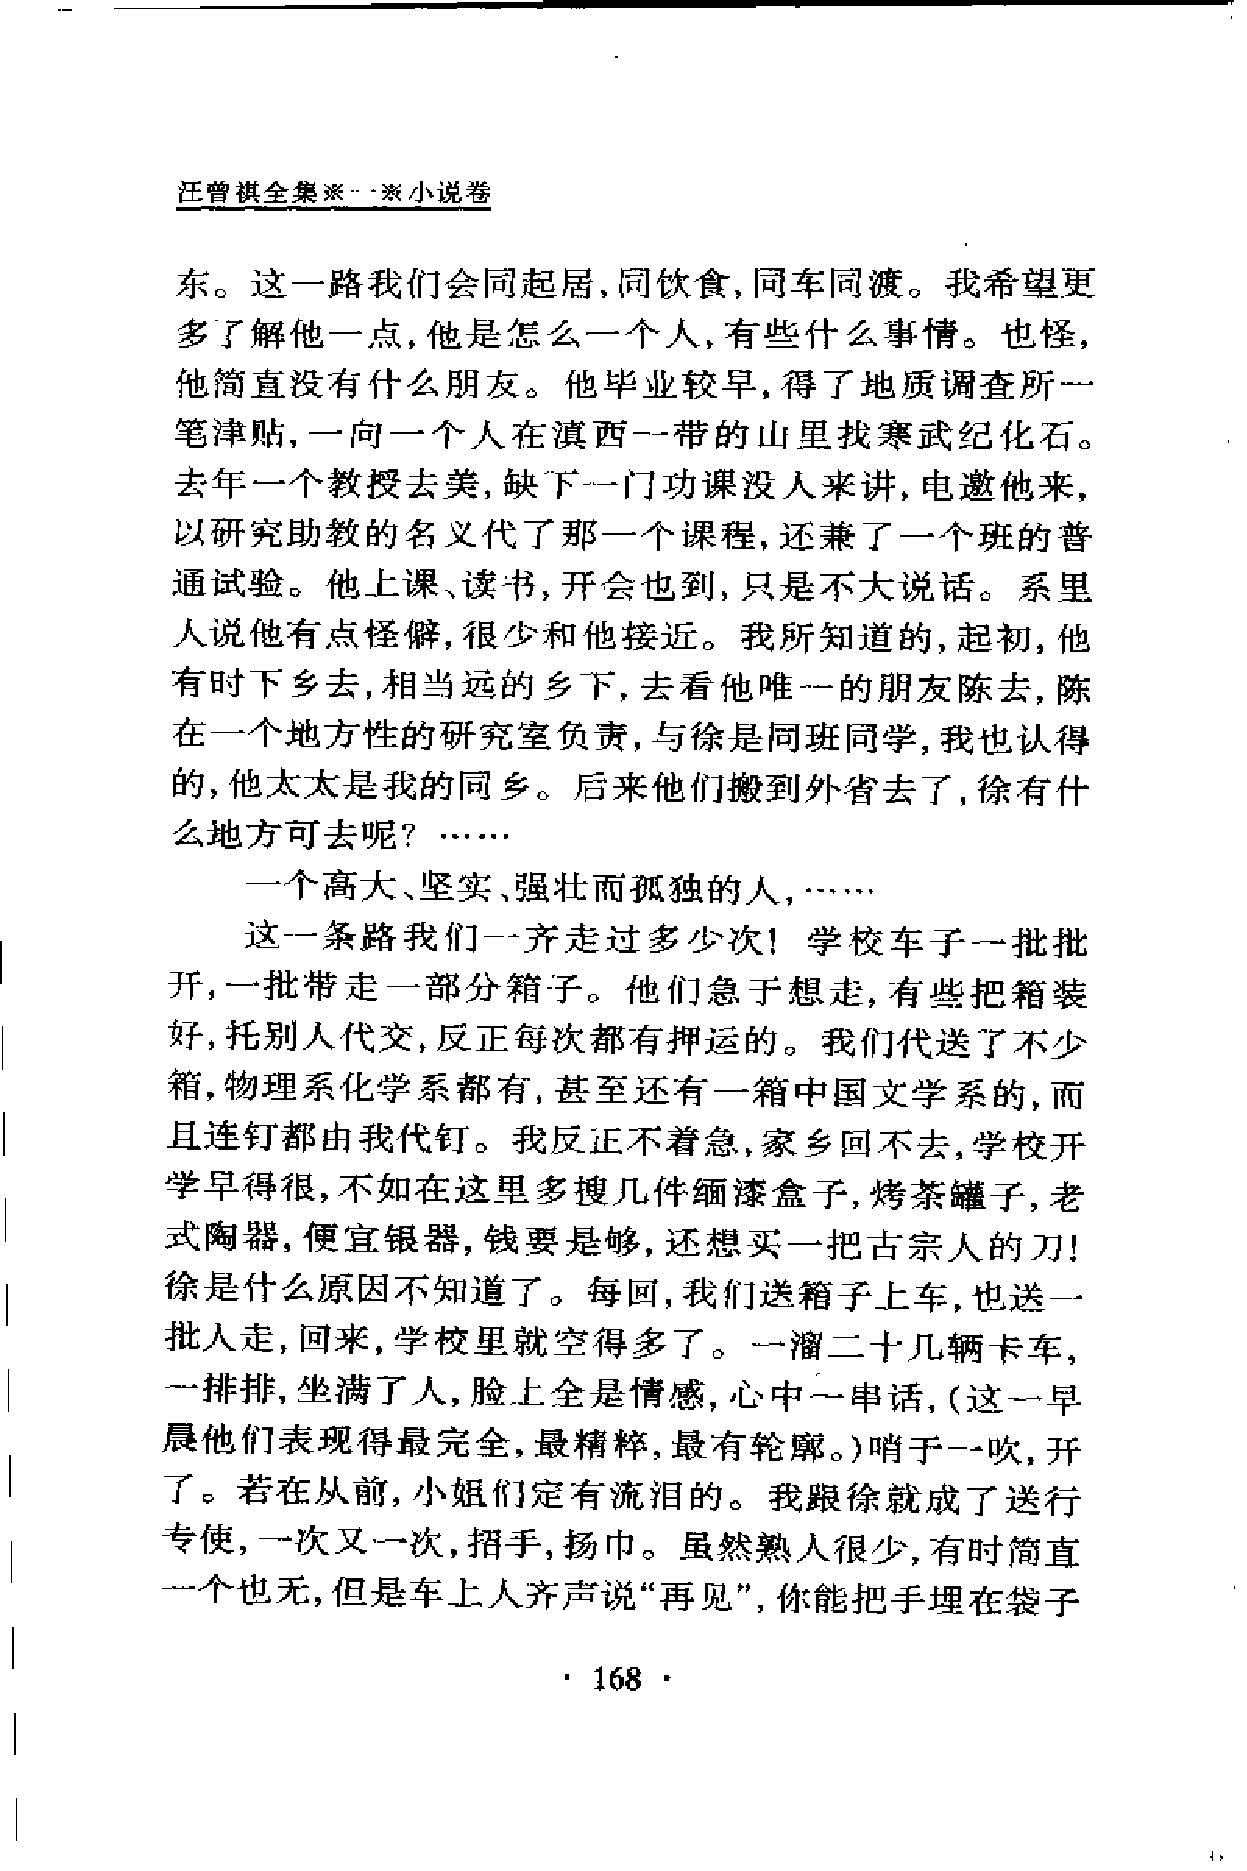 汪曾祺全集※一※小说卷
东。这一路我们会同起居,同饮食,同车同渡。我希望更
多了解他一点,他是怎么一个人,有些什么事情。也怪,
他简直没有什么朋友。他毕业较早,得了地质调查所一
笔津贴,一向一个人在滇西一带的山里找寒武纪化石。
去年一个教授去美,缺下一门功课没人来讲,电邀他来,
以研究助教的名义代了那一个课程,还兼了一个班的普
通试验。他上课、读书,开会也到,只是不大说话。系里
人说他有点怪僻,很少和他接近。我所知道的,起初,他
有时下乡去,相当远的乡下,去看他唯一的朋友陈去,陈
在一个地方性的研究室负责,与徐是同班同学,我也认得
的,他太太是我的同乡。后来他们搬到外省去了,徐有什
么地方可去呢?……
一个高大、坚实、强壮而孤独的人,……
这一条路我们一齐走过多少次!学校车子一批批
开,一批带走一部分箱子。他们急于想走,有些把箱装
好,托别人代交,反正每次都有押运的。我们代送了不少
箱,物理系化学系都有,甚至还有一箱中国文学系的,而
且连钉都由我代钉。我反正不着急,家乡回不去,学校开
学早得很,不如在这里多搜几件缅漆盒子,烤茶罐子,老
式陶器,便宜银器,钱要是够,还想买一把古宗人的刀!
徐是什么原因不知道了。每回,我们送箱子上车,也送一
批人走,回来,学校里就空得多了。一溜二十几辆卡车,
一排排,坐满了人,脸上全是情感,心中一串话,(这一早
晨他们表现得最完全,最精粹,最有轮廓。)哨于一吹,开
了。若在从前,小姐们定有流泪的。我跟徐就成了送行
专使,一次又一次,招手,扬巾。虽然熟人很少,有时简直
一个也无,但是车上人齐声说“再见”,你能把手埋在袋子
· 168 ·